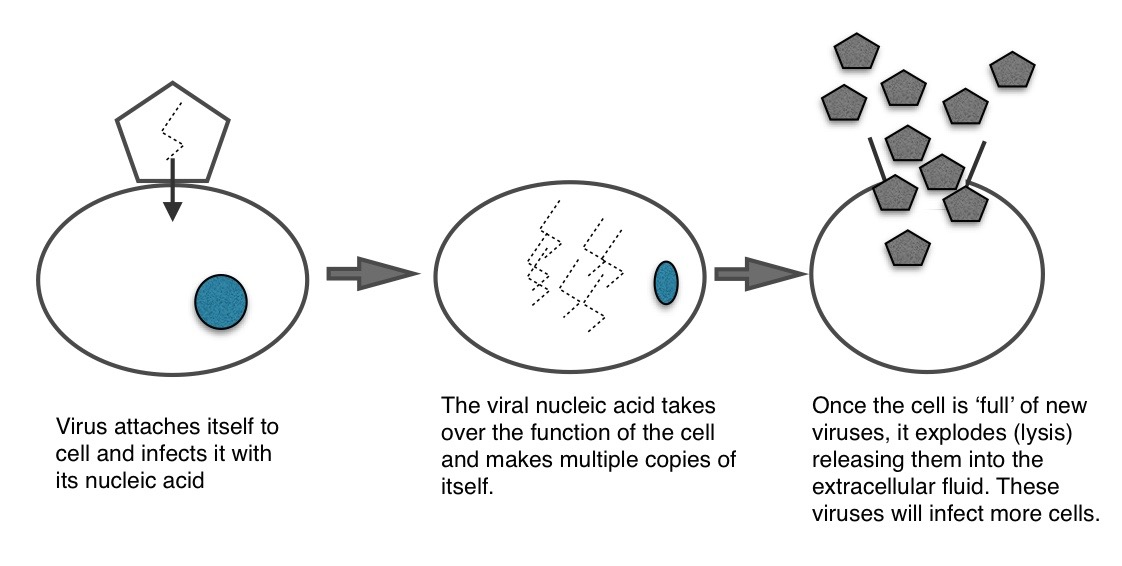 Virus attaches itself to
cell and infects it with
its nucleic acid
The viral nucleic acid takes
over the function of the cell
and makes multiple copies of
itself.
Once the cell is ‘full’ of new
viruses, it explodes (lysis)
releasing them into the
extracellular fluid. These
viruses will infect more cells.